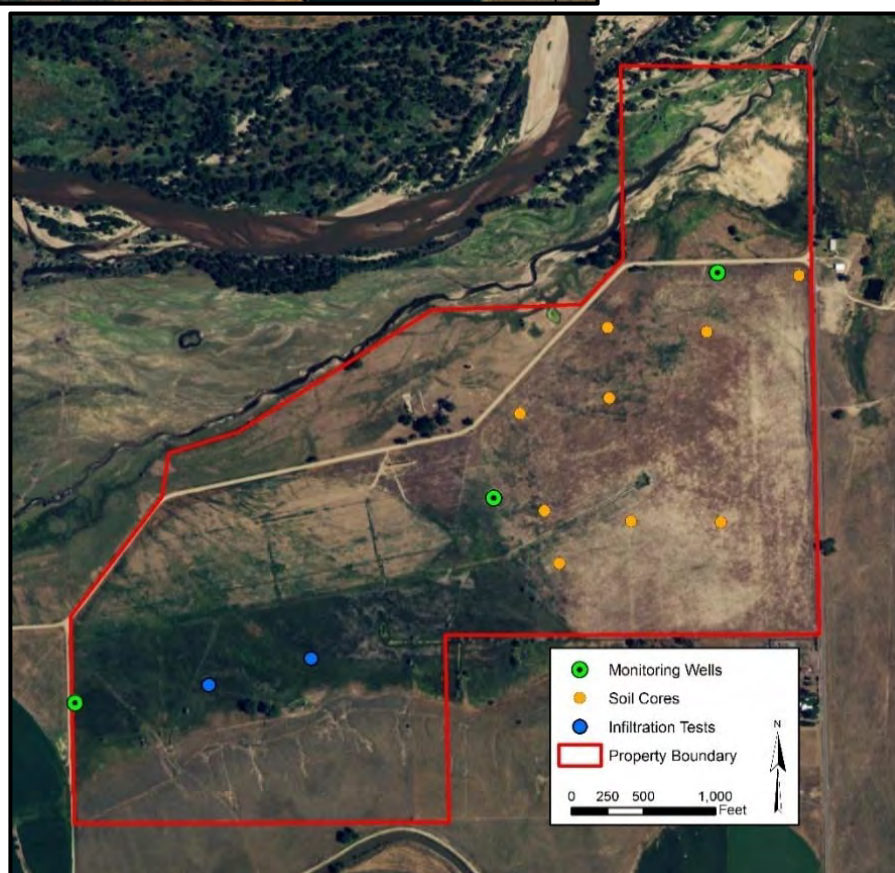 Monitoring Wells
Soil Cores
Infiltration Tests
Property Boundary
N
0 250 500 1,000
Feet